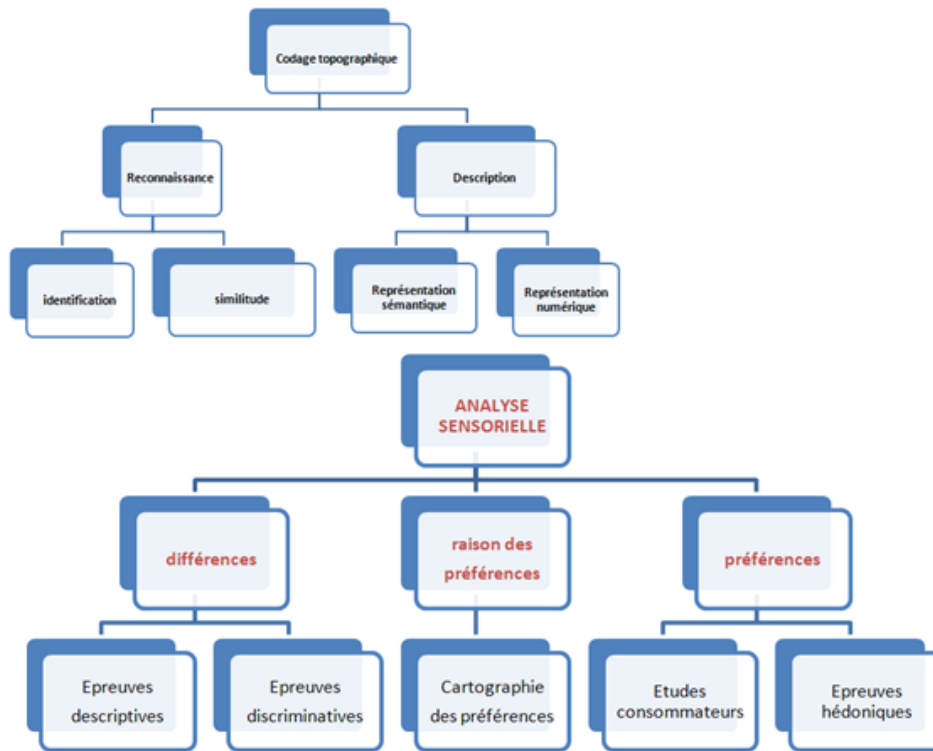 Codage topographique
Reconnaissance
Description
identification
similitude
Représentation
sémantique
Représentation
numérique
ANALYSE
SENSORIELLE
différences
raison des
préférences
préférences
Epreuves
descriptives
Epreuves
discriminatives
Cartographie
des préférences
Etudes
consommateurs
Epreuves
hédoniques